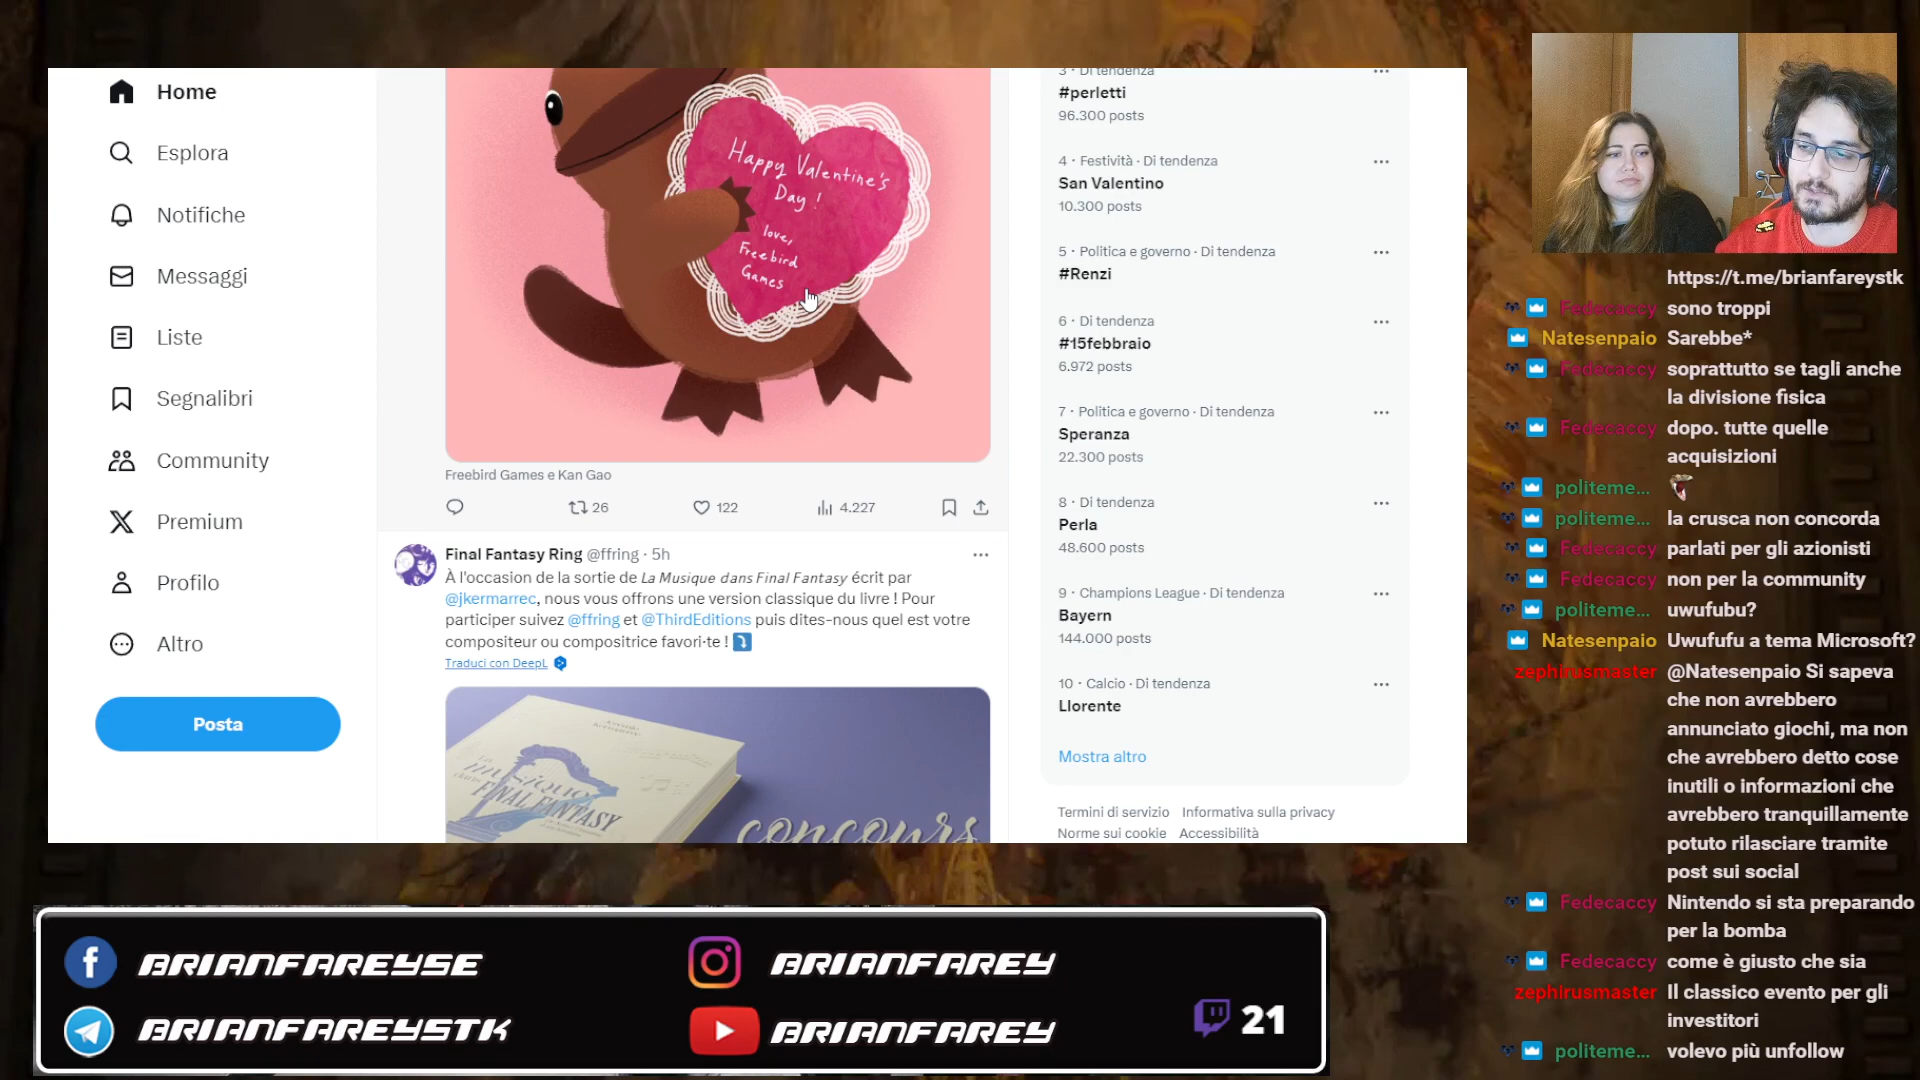 Home
Esplora
Notifiche
Messaggi
Liste
Segnalibri
Community
Premium
Profilo
Altro
Posta
Happy Valentine's
Day!
love,
Freebird
Games
Freebird Games e Kan Gao
26
122
4.227
Final Fantasy Ring @ffring · 5h
À l'occasion de la sortie de La Musique dans Final Fantasy écrit par
@jkermarrec, nous vous offrons une version classique du livre ! Pour
participer suivez @ffring et @ThirdEditions puis dites-nous quel est votre
compositeur ou compositrice favori·te ! ⤵
Traduci con DeepL
musique
FINAL FANTASY
concours
3 · Di tendenza
#perletti
96.300 posts
4 · Festività · Di tendenza
San Valentino
10.300 posts
5 · Politica e governo · Di tendenza
#Renzi
6 · Di tendenza
#15febbraio
6.972 posts
7 · Politica e governo · Di tendenza
Speranza
22.300 posts
8 · Di tendenza
Perla
48.600 posts
9 · Champions League · Di tendenza
Bayern
144.000 posts
10 · Calcio · Di tendenza
Llorente
Mostra altro
Termini di servizio Informativa sulla privacy
Norme sui cookie Accessibilità
https://t.me/brianfareystk
Fedecaccy sono troppi
Natesenpaio Sarebbe*
Fedecaccy soprattutto se tagli anche
la divisione fisica
Fedecaccy dopo. tutte quelle
acquisizioni
politeme...
politeme... la crusca non concorda
Fedecaccy parlati per gli azionisti
Fedecaccy non per la community
politeme... uwufubu?
Natesenpaio Uwufufu a tema Microsoft?
zephirusmaster @Natesenpaio Si sapeva
che non avrebbero
annunciato giochi, ma non
che avrebbero detto cose
inutili o informazioni che
avrebbero tranquillamente
potuto rilasciare tramite
post sui social
Fedecaccy Nintendo si sta preparando
per la bomba
Fedecaccy come è giusto che sia
zephirusmaster Il classico evento per gli
investitori
politeme... volevo più unfollow
BRIANFAREYSE
BRIANFAREY
BRIANFAREYSTK
BRIANFAREY
21